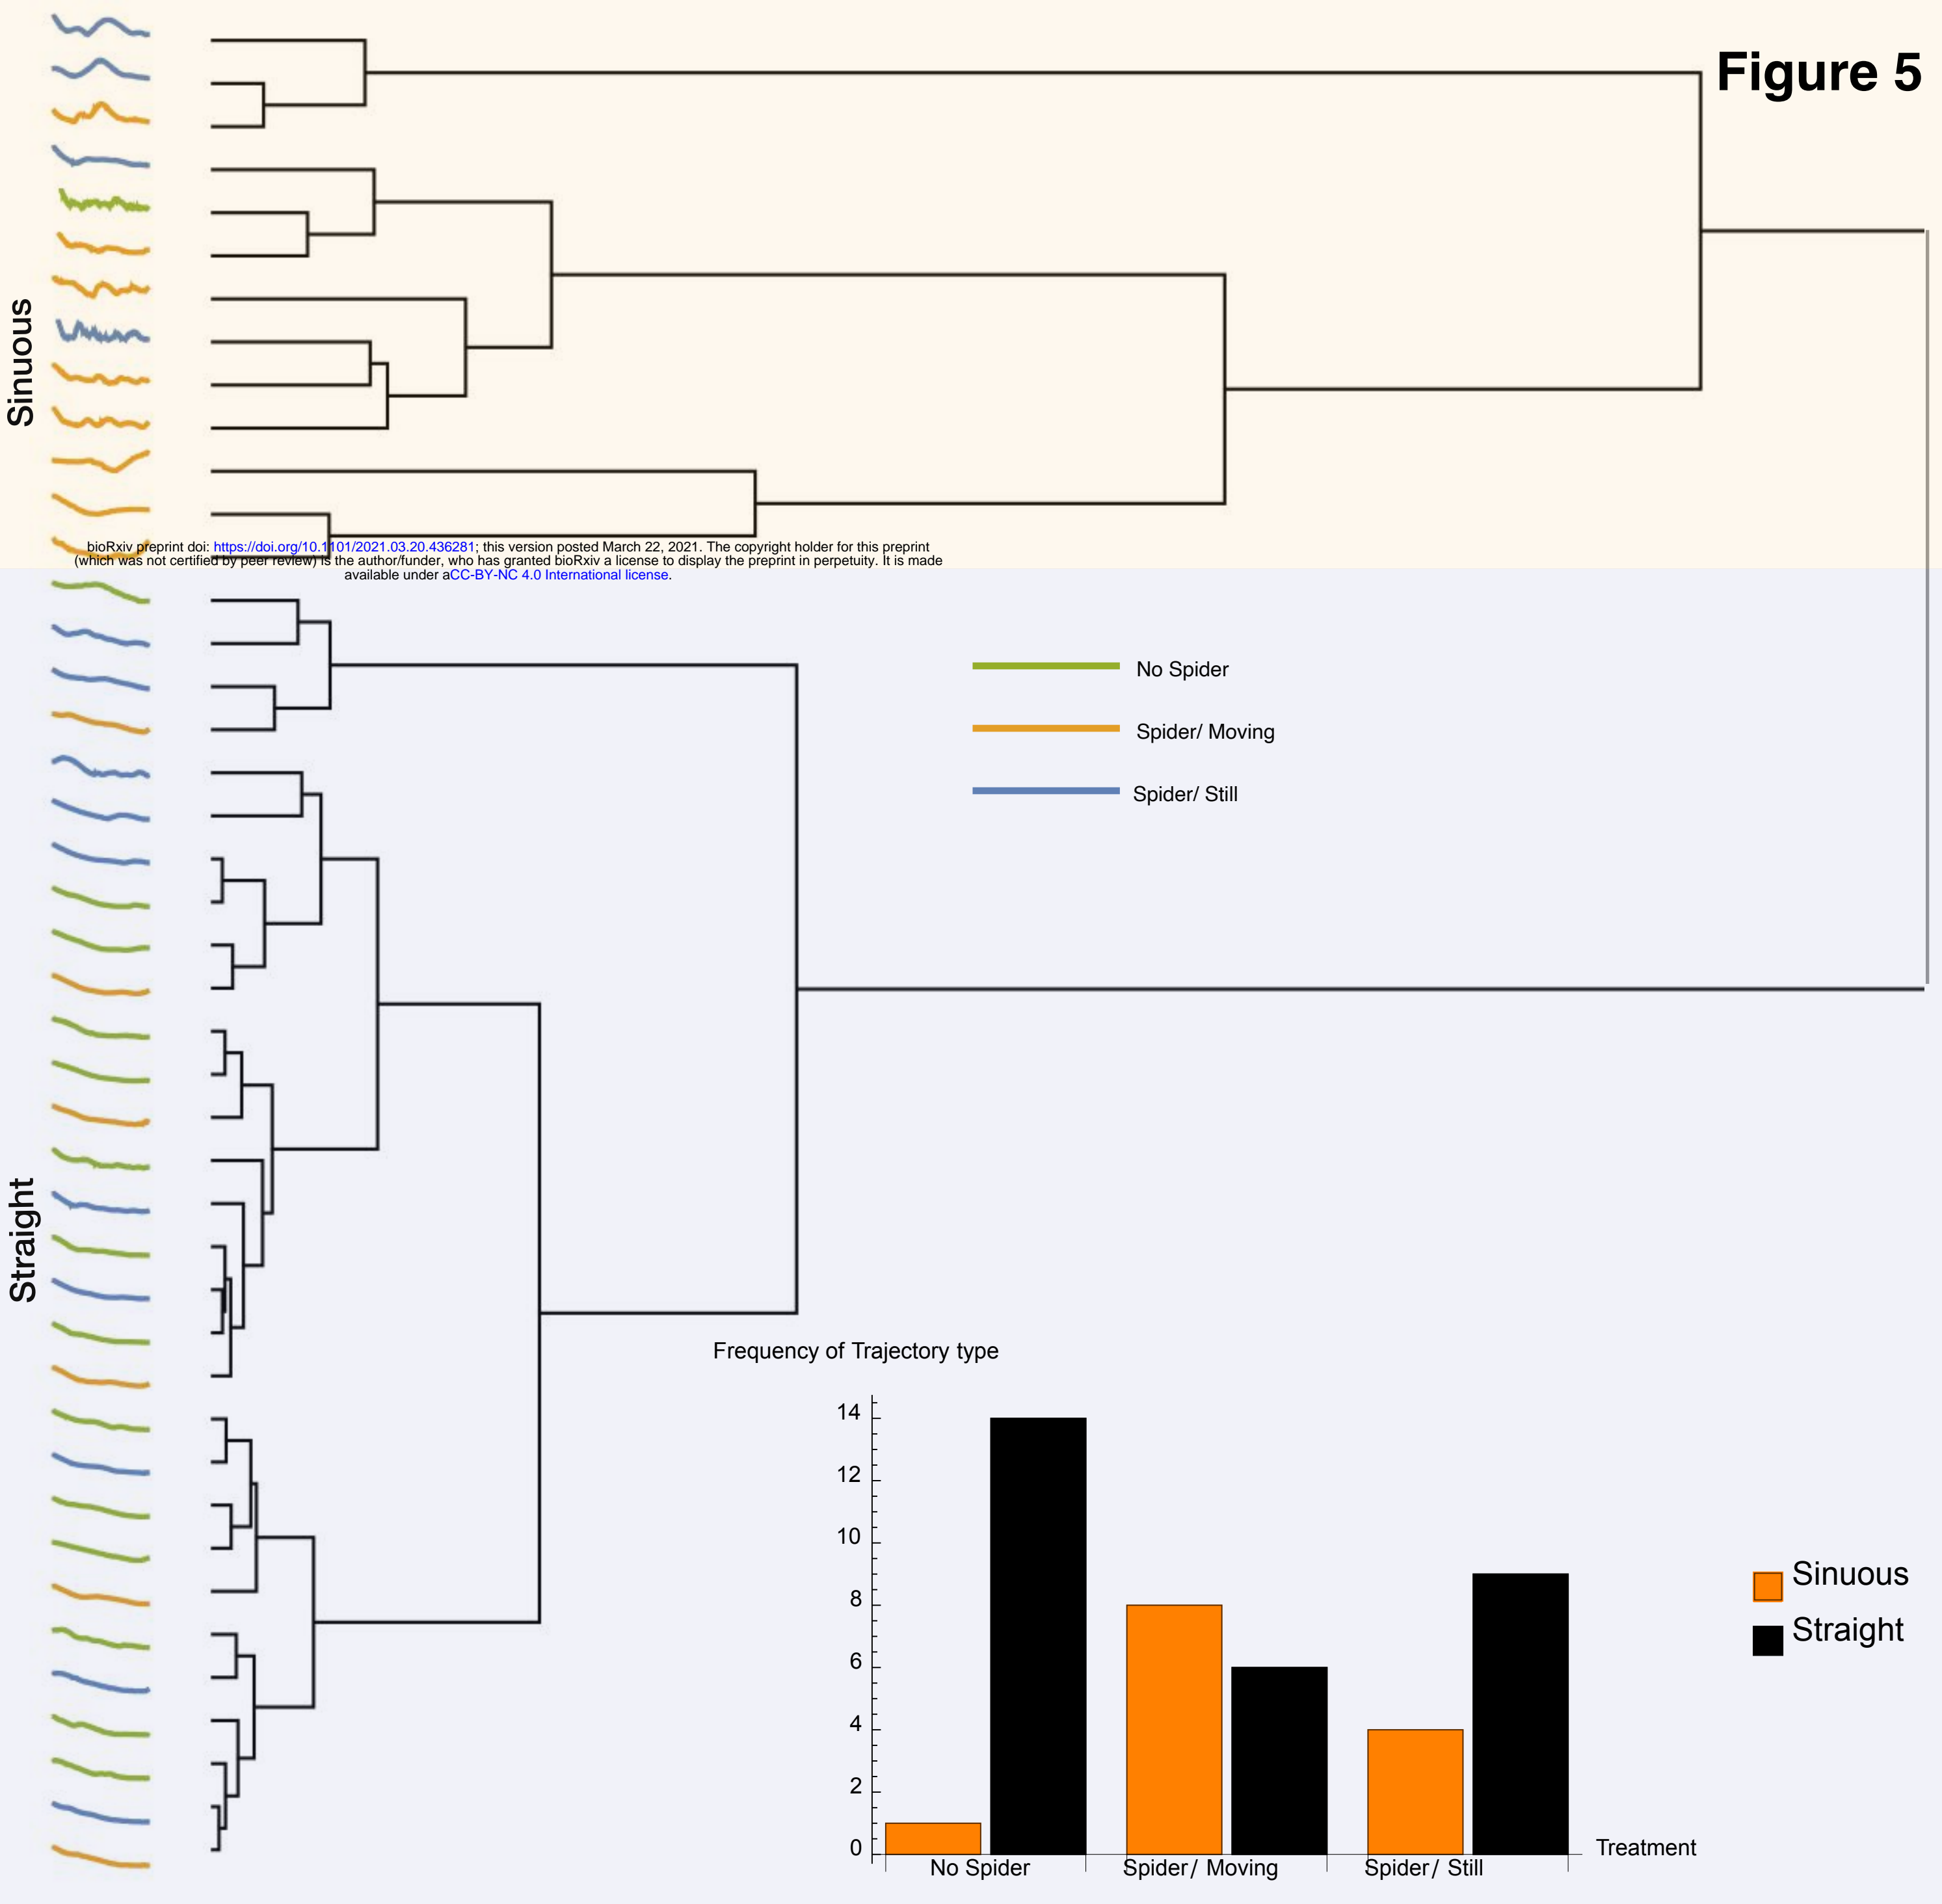 Figure 5
Sinuous
bioRxiv preprint doi: https://doi.org/10.1101/2021.03.20.436281; this version posted March 22, 2021. The copyright holder for this preprint
(which was not certified by peer review) is the author/funder, who has granted bioRxiv a license to display the preprint in perpetuity. It is made
available under aCC-BY-NC 4.0 International license.
No Spider
Spider/ Moving
Spider/ Still
Straight
Frequency of Trajectory type
14
12
10
8
6
4
2
0
No Spider
Spider/ Moving
Spider/ Still
Treatment
Sinuous
Straight